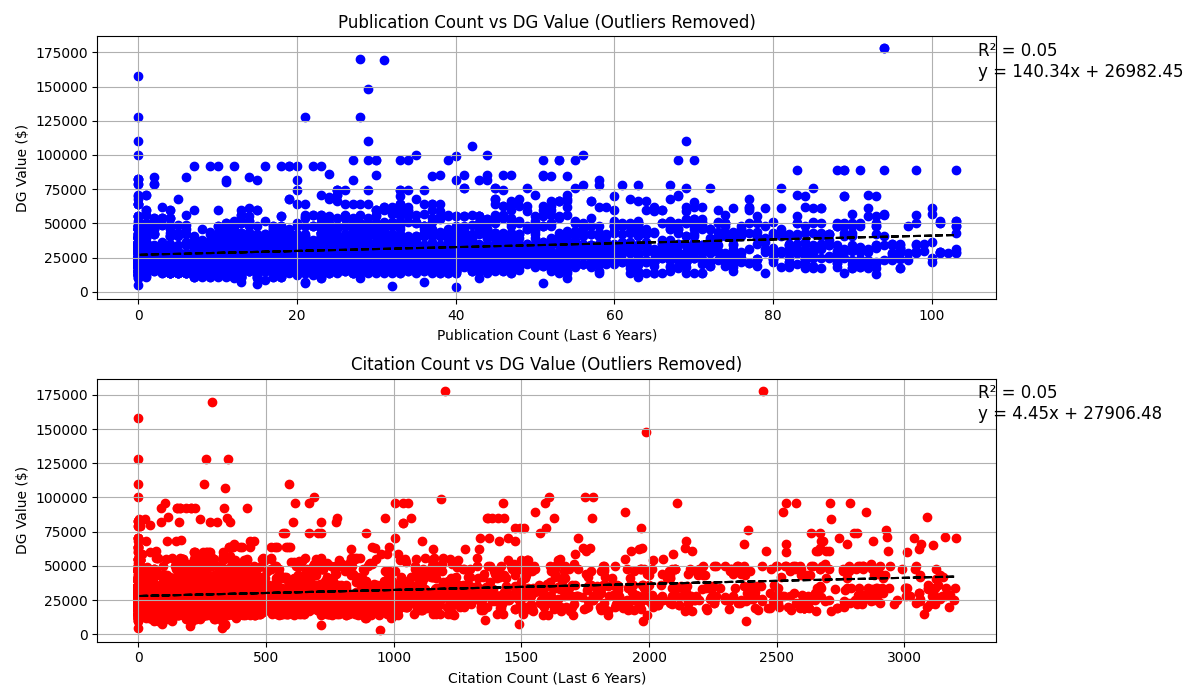 Publication Count vs DG Value (Outliers Removed)
175000
150000
125000
100000
75000
50000
25000
0
DG Value ($)
R² = 0.05
y = 140.34x + 26982.45
0 20 40 60 80 100
Publication Count (Last 6 Years)
Citation Count vs DG Value (Outliers Removed)
175000
150000
125000
100000
75000
50000
25000
0
DG Value ($)
R² = 0.05
y = 4.45x + 27906.48
0 500 1000 1500 2000 2500 3000
Citation Count (Last 6 Years)